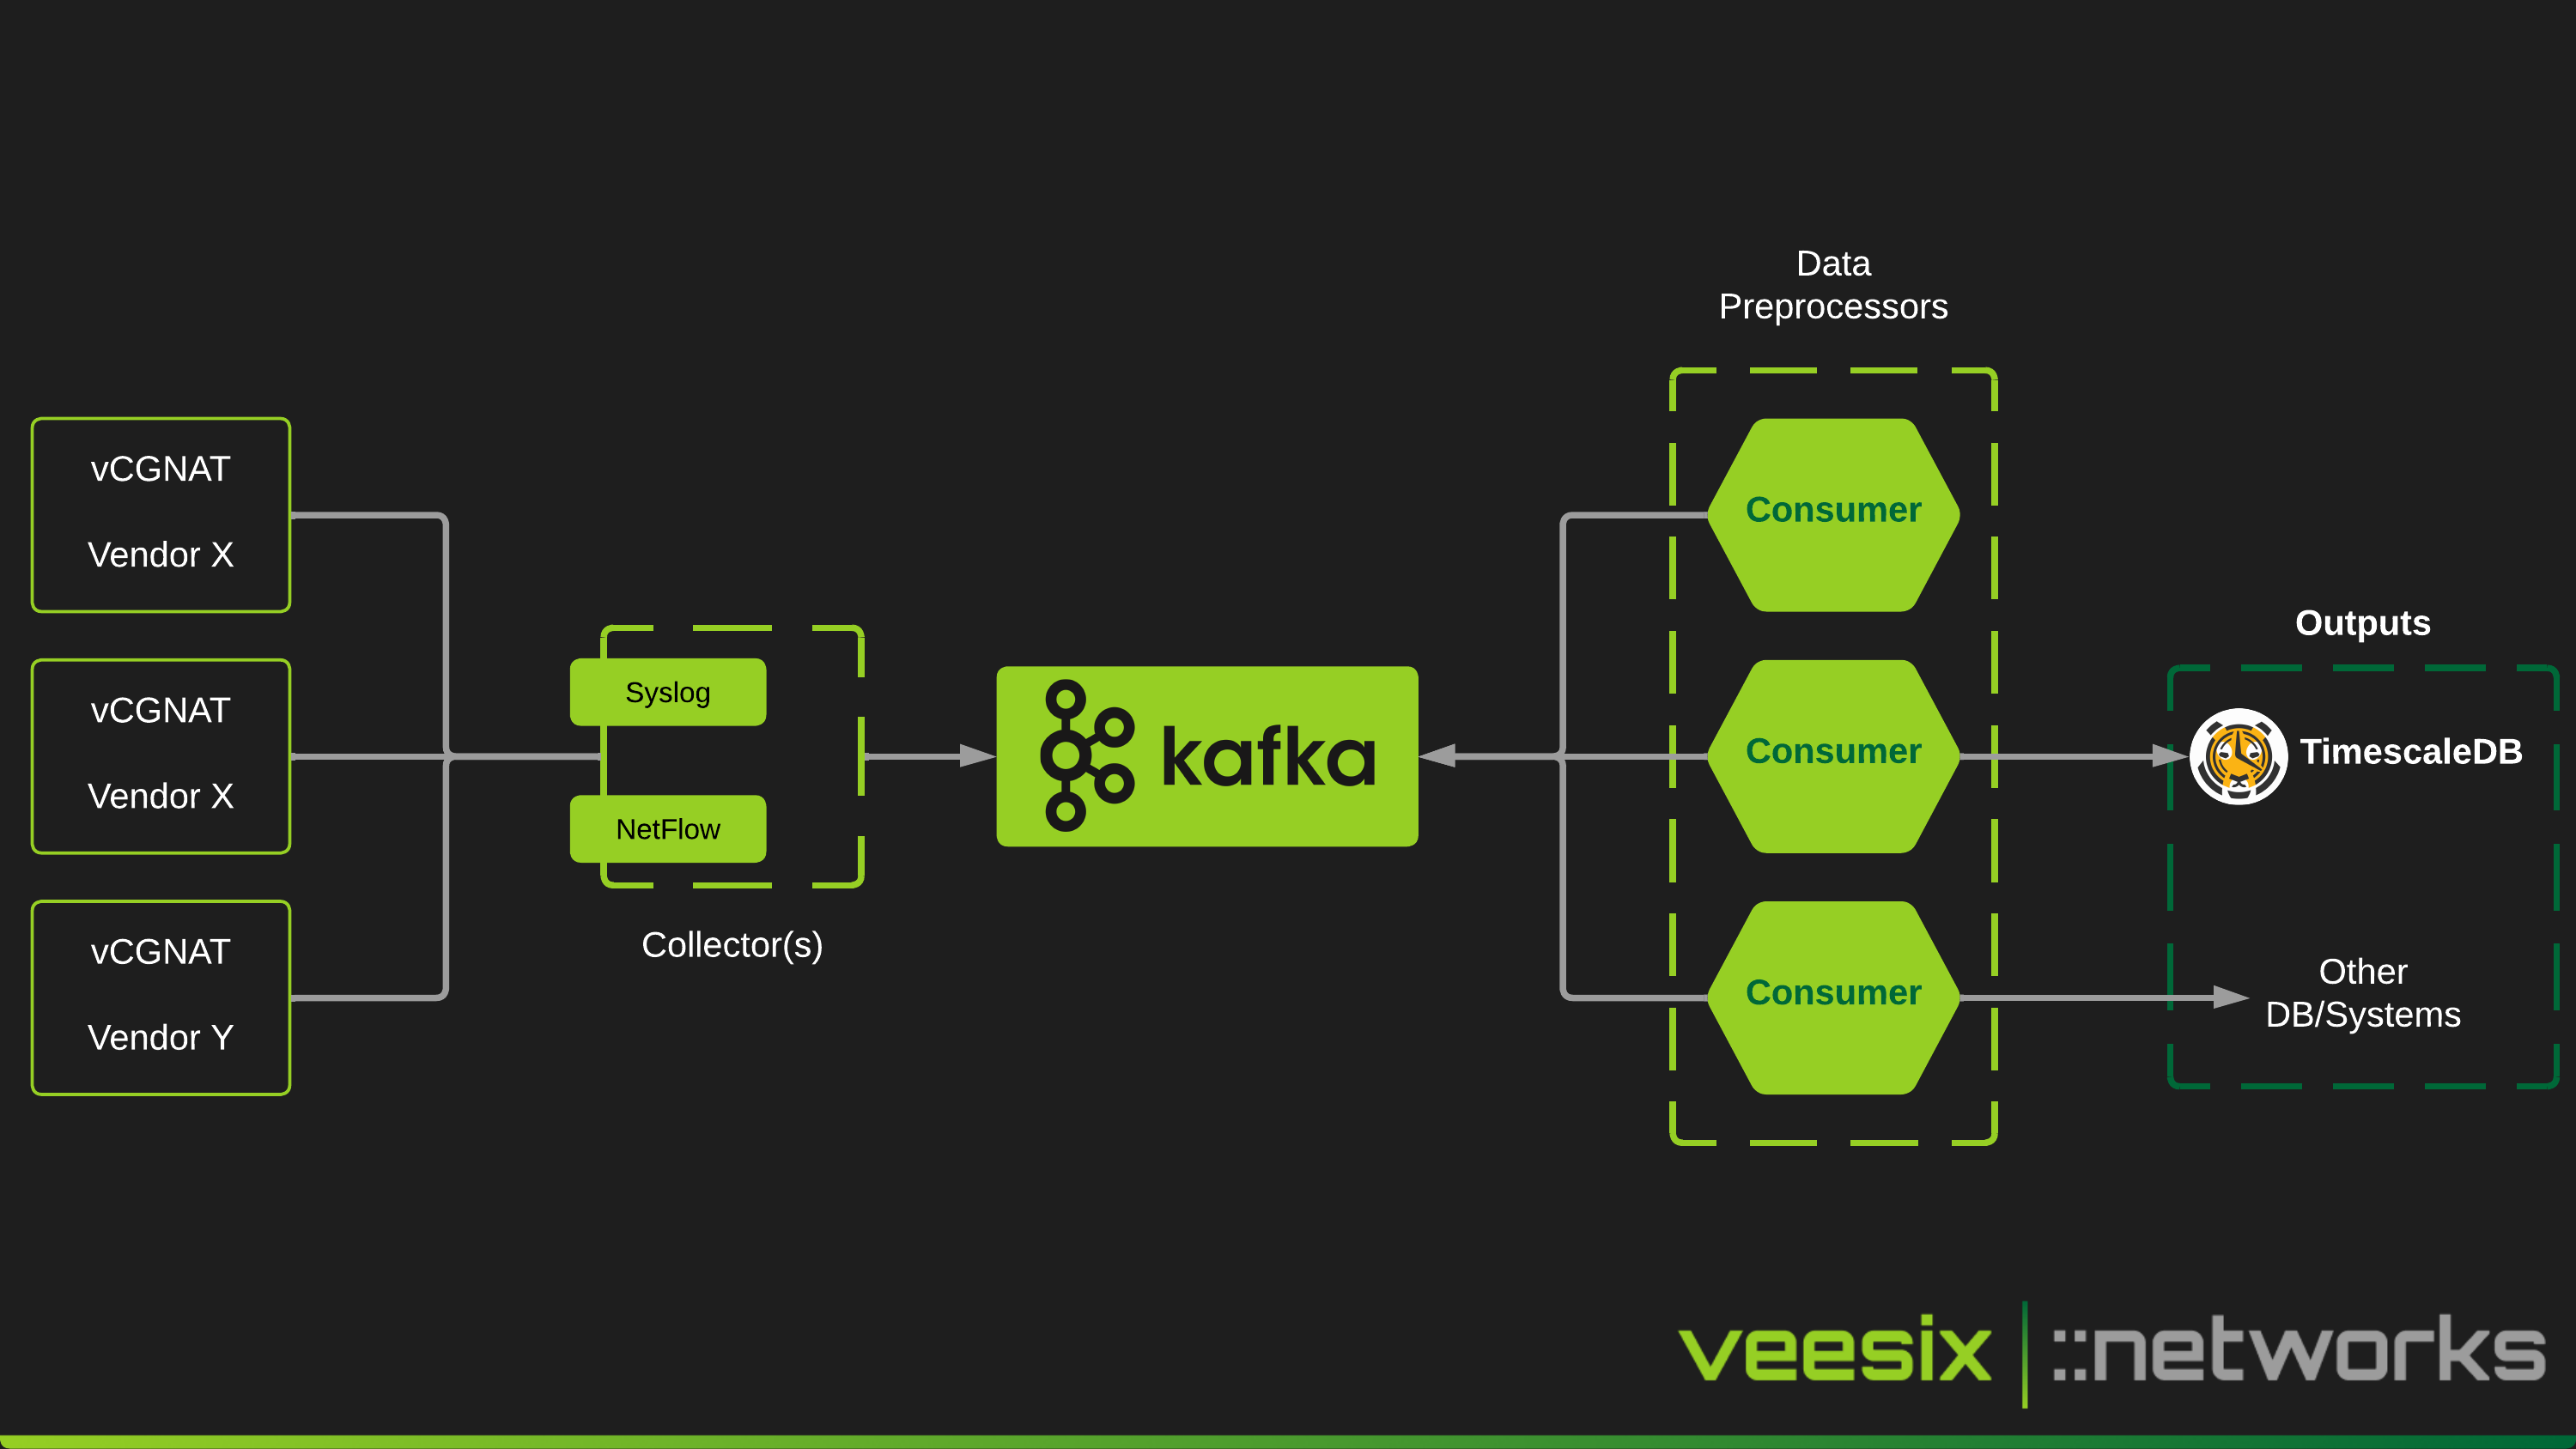 Data
Preprocessors
vCGNAT
Vendor X
Consumer
Outputs
Syslog
vCGNAT
Vendor X
kafka
Consumer
TimescaleDB
NetFlow
Collector(s)
vCGNAT
Vendor Y
Consumer
Other
DB/Systems
veesix ::networks